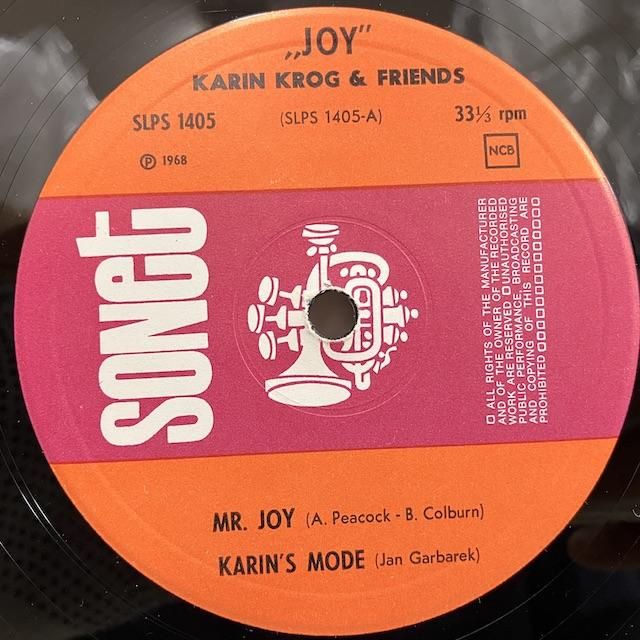 „JOY”
KARIN KROG & FRIENDS
SLPS 1405 (SLPS 1405-A) 33⅓ rpm
℗ 1968 NCB
SONET
□ ALL RIGHTS OF THE MANUFACTURER
AND OF THE OWNER OF THE RECORDED
WORK ARE RESERVED □ UNAUTHORISED
PUBLIC PERFORMANCE, BROADCASTING
AND COPYING OF THIS RECORD ARE
PROHIBITED □□□□□□□□□□□
MR. JOY (A. Peacock - B. Colburn)
KARIN'S MODE (Jan Garbarek)